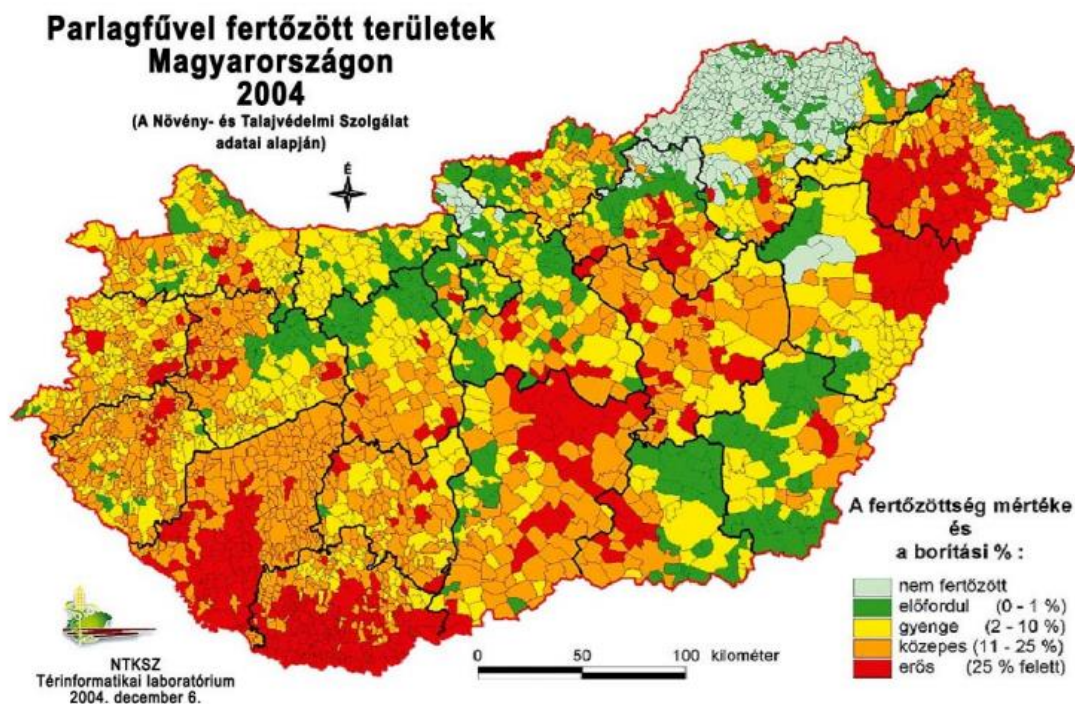 Parlagfűvel fertőzött területek
Magyarországon
2004
(A Növény- és Talajvédelmi Szolgálat
adatai alapján)
É
A fertőzöttség mértéke
és
a borítási % :
nem fertőzött
előfordul (0 - 1 %)
gyenge (2 - 10 %)
közepes (11 - 25 %)
erös (25 % felett)
0 50 100 kilométer
NTKSZ
Térinformatikai laboratórium
2004. december 6.